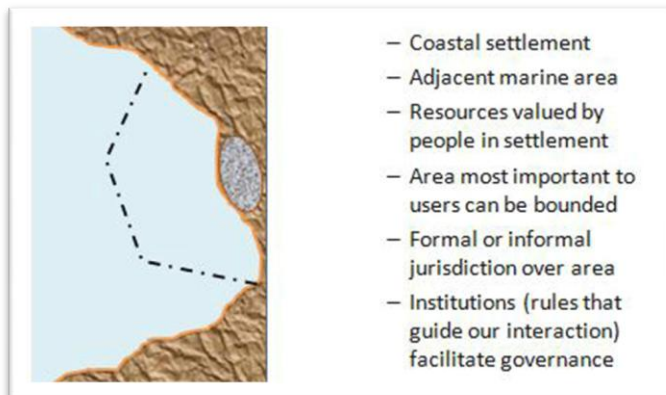 – Coastal settlement
– Adjacent marine area
– Resources valued by
people in settlement
– Area most important to
users can be bounded
– Formal or informal
jurisdiction over area
– Institutions (rules that
guide our interaction)
facilitate governance